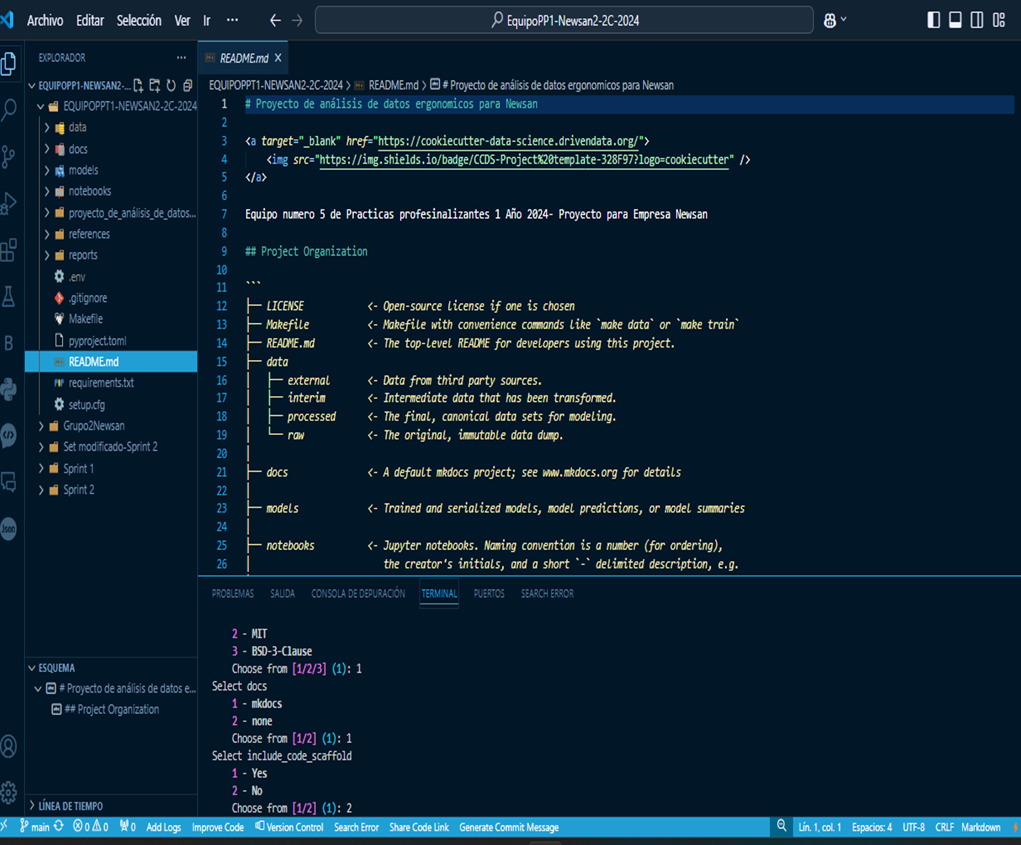 Archivo Editar Selección Ver Ir ··· EquipoPP1-Newsan2-2C-2024
EXPLORADOR ···
EQUIPOPP1-NEWSAN2-...
EQUIPOPPT1-NEWSAN2-2C-2024
data
docs
models
notebooks
proyecto_de_análisis_de_datos...
references
reports
.env
.gitignore
Makefile
pyproject.toml
README.md
requirements.txt
setup.cfg
Grupo2Newsan
Set modificado-Sprint 2
Sprint 1
Sprint 2
ESQUEMA
# Proyecto de análisis de datos e...
## Project Organization
LÍNEA DE TIEMPO
README.md X
EQUIPOPPT1-NEWSAN2-2C-2024 > README.md > # Proyecto de análisis de datos ergonomicos para Newsan
1 # Proyecto de análisis de datos ergonomicos para Newsan
2
3 <a target="_blank" href="https://cookiecutter-data-science.drivendata.org/">
4 <img src="https://img.shields.io/badge/CCDS-Project%20template-328F97?logo=cookiecutter" />
5 </a>
6
7 Equipo numero 5 de Practicas profesinalizantes 1 Año 2024- Proyecto para Empresa Newsan
8
9 ## Project Organization
10
11 ```
12 ├── LICENSE <- Open-source license if one is chosen
13 ├── Makefile <- Makefile with convenience commands like `make data` or `make train`
14 ├── README.md <- The top-level README for developers using this project.
15 ├── data
16 │ ├── external <- Data from third party sources.
17 │ ├── interim <- Intermediate data that has been transformed.
18 │ ├── processed <- The final, canonical data sets for modeling.
19 │ └── raw <- The original, immutable data dump.
20 │
21 ├── docs <- A default mkdocs project; see www.mkdocs.org for details
22 │
23 ├── models <- Trained and serialized models, model predictions, or model summaries
24 │
25 ├── notebooks <- Jupyter notebooks. Naming convention is a number (for ordering),
26 │ the creator's initials, and a short `-` delimited description, e.g.
PROBLEMAS SALIDA CONSOLA DE DEPURACIÓN TERMINAL PUERTOS SEARCH ERROR
2 - MIT
3 - BSD-3-Clause
Choose from [1/2/3] (1): 1
Select docs
1 - mkdocs
2 - none
Choose from [1/2] (1): 1
Select include_code_scaffold
1 - Yes
2 - No
Choose from [1/2] (1): 2
main 0 0 0 Add Logs Improve Code Version Control Search Error Share Code Link Generate Commit Message Lín. 1, col. 1 Espacios: 4 UTF-8 CRLF Markdown
B
Json